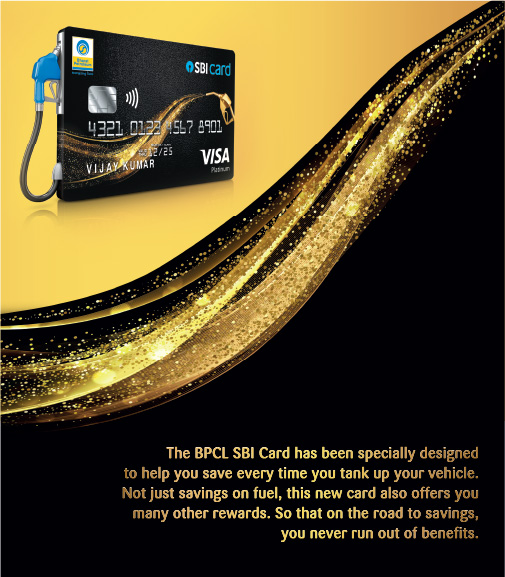 Bharat Petroleum
SBI card
4321 0123 4567 8901
12/25
VIJAY KUMAR
VISA
Platinum
The BPCL SBI Card has been specially designed
to help you save every time you tank up your vehicle.
Not just savings on fuel, this new card also offers you
many other rewards. So that on the road to savings,
you never run out of benefits.